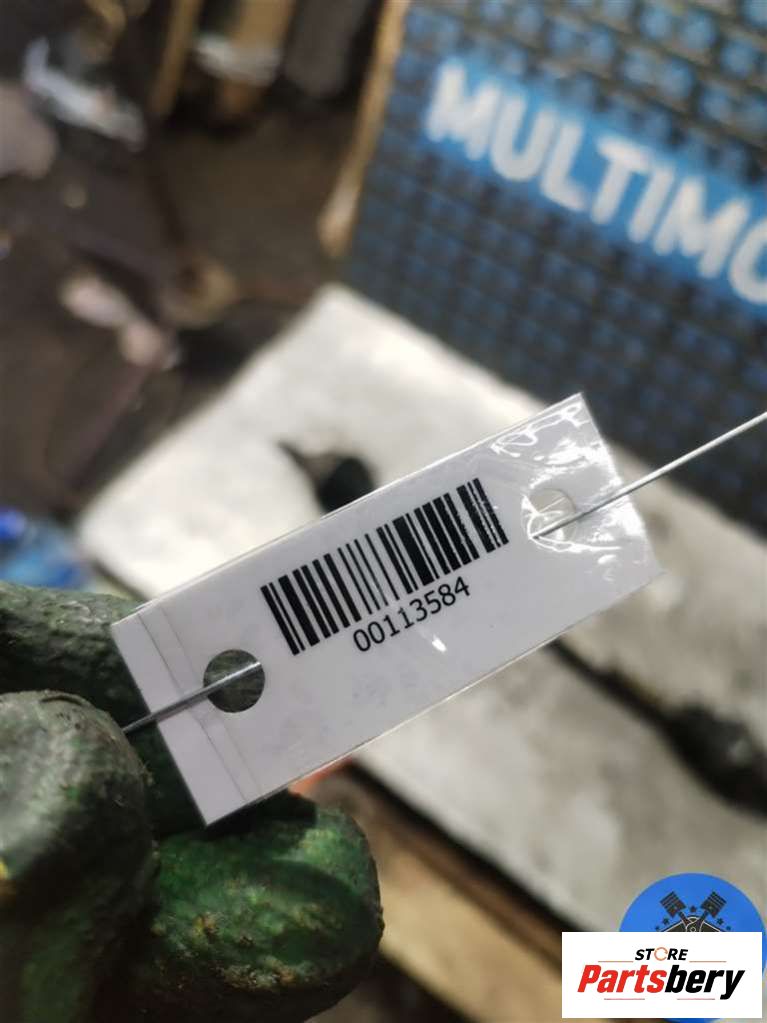 MULTIMO
00113584
STORE
Partsbery